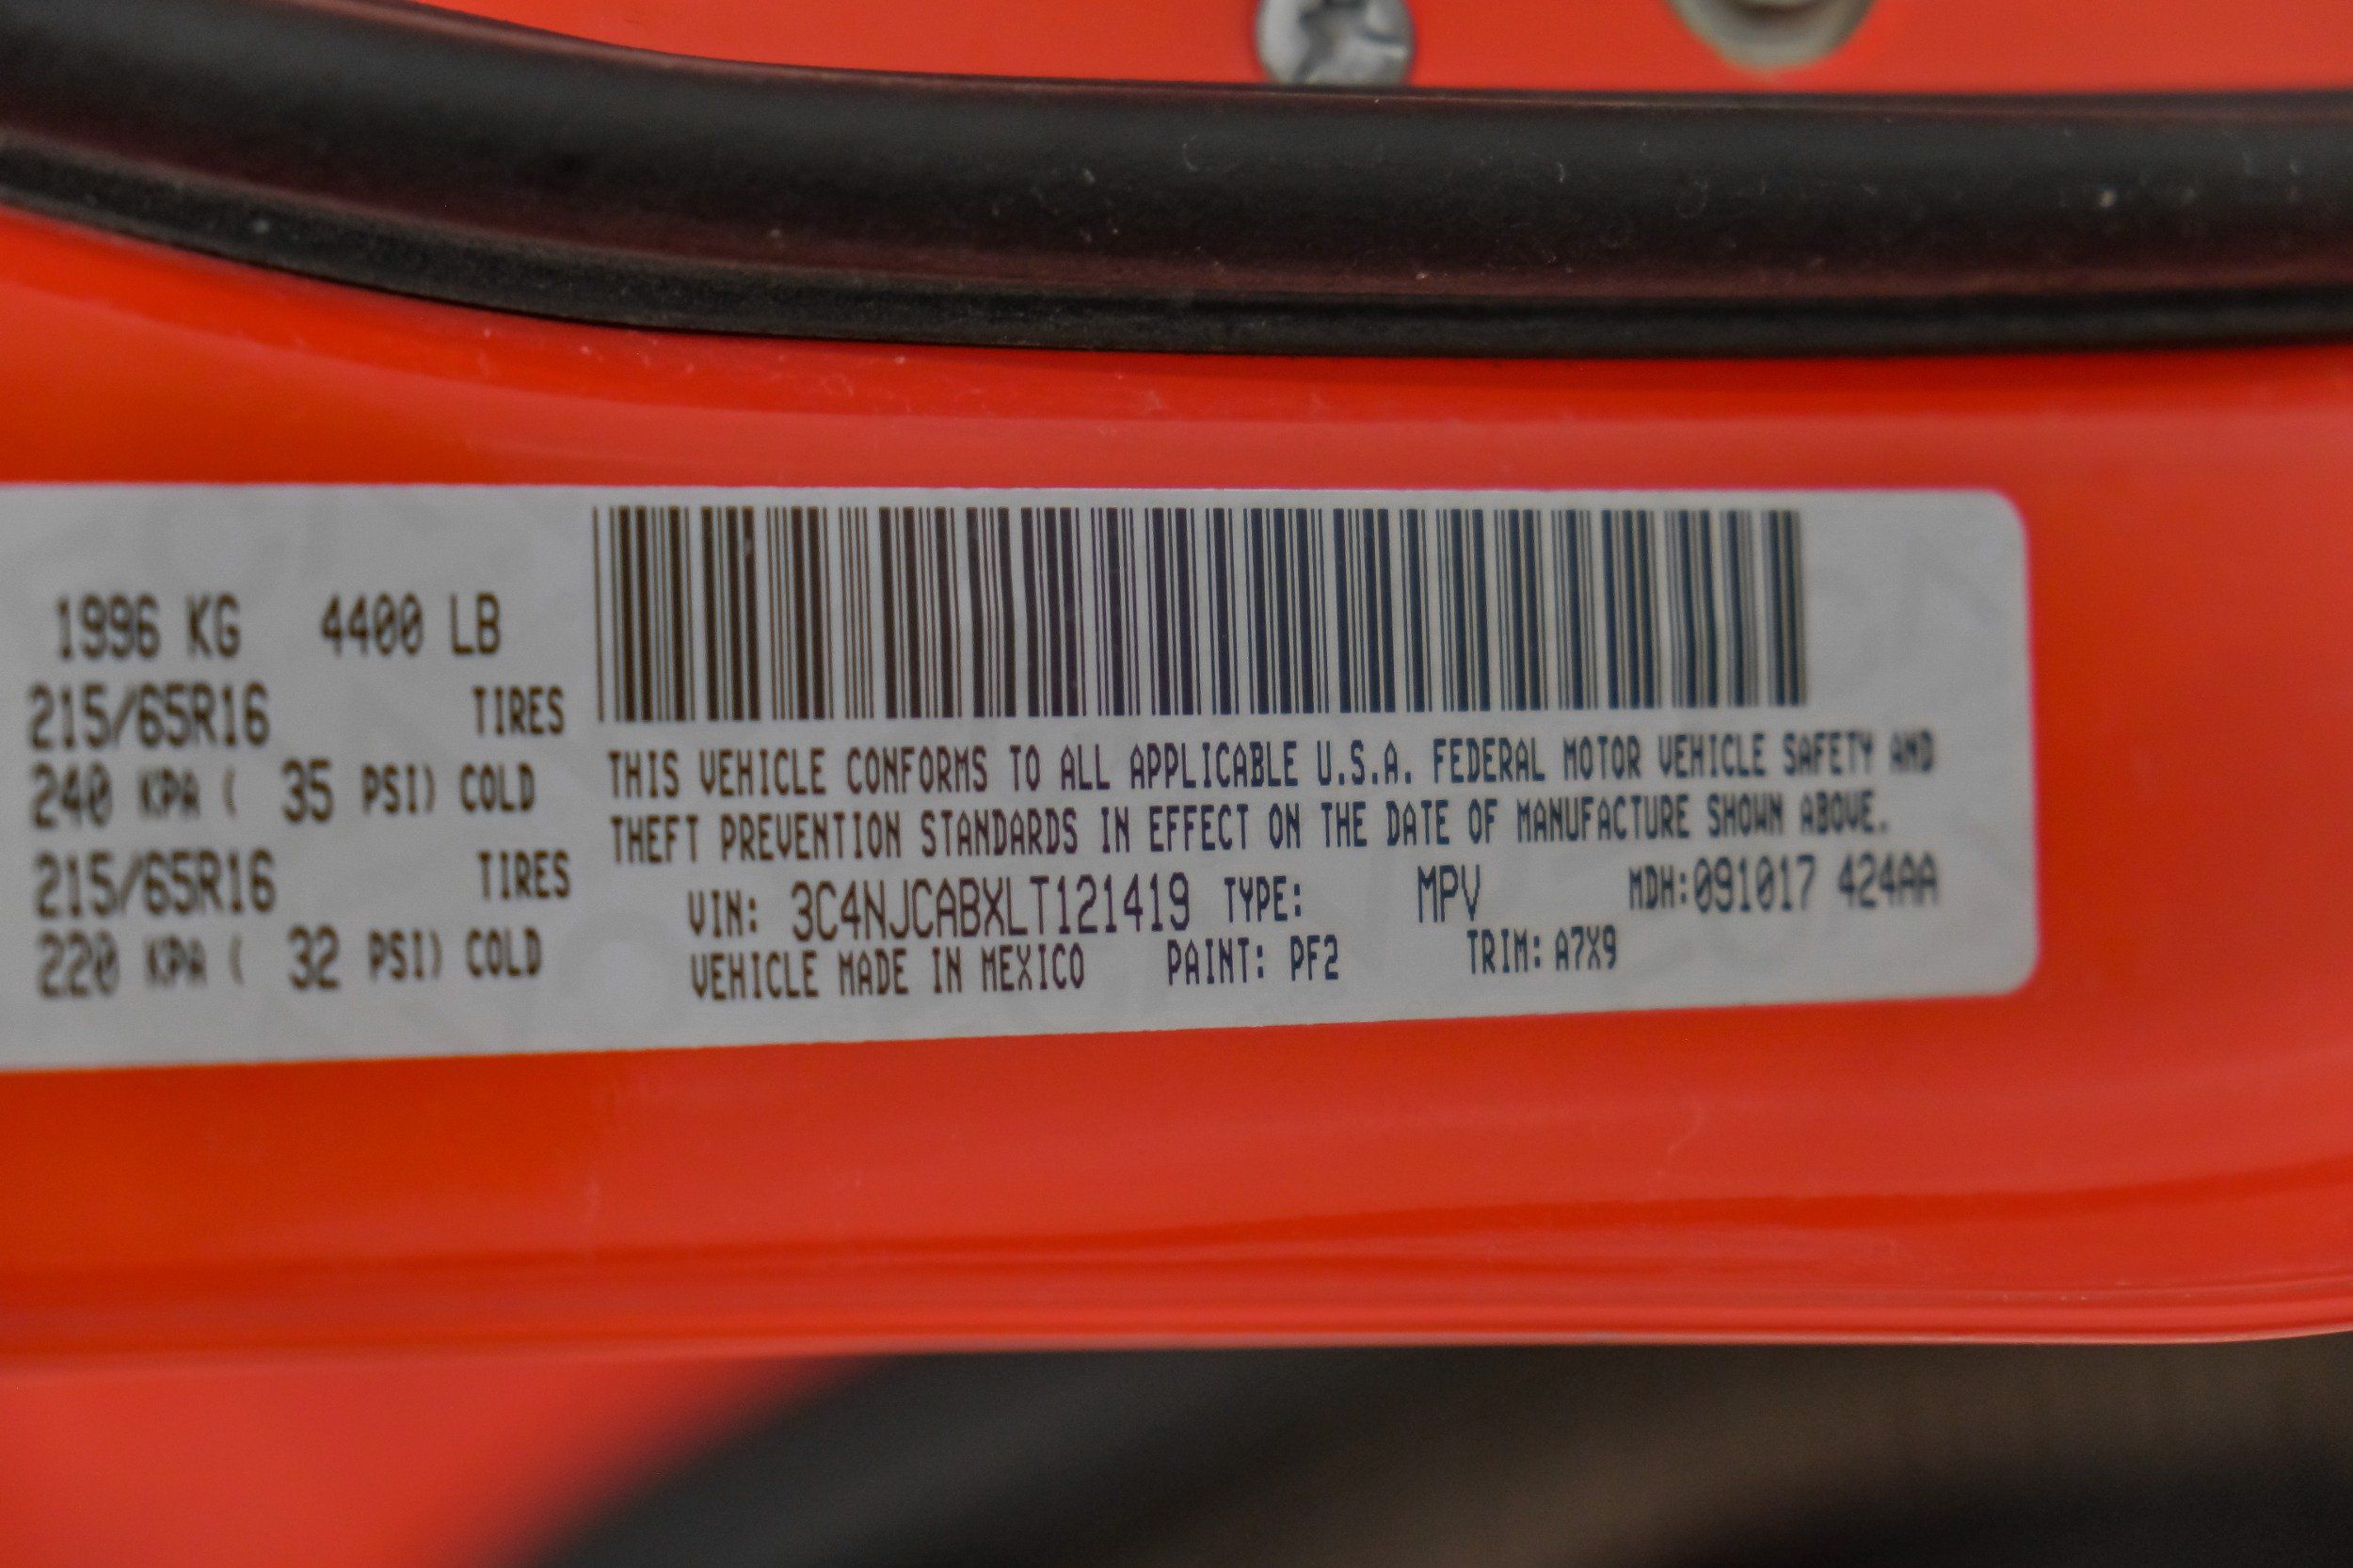 1996 KG 4400 LB
215/65R16 TIRES
240 KPA ( 35 PSI) COLD
215/65R16 TIRES
220 KPA ( 32 PSI) COLD
THIS VEHICLE CONFORMS TO ALL APPLICABLE U.S.A. FEDERAL MOTOR VEHICLE SAFETY AND
THEFT PREVENTION STANDARDS IN EFFECT ON THE DATE OF MANUFACTURE SHOWN ABOVE.
VIN: 3C4NJCABXLT121419 TYPE: MPV MDH:091017 424AA
VEHICLE MADE IN MEXICO PAINT: PF2 TRIM: A7X9